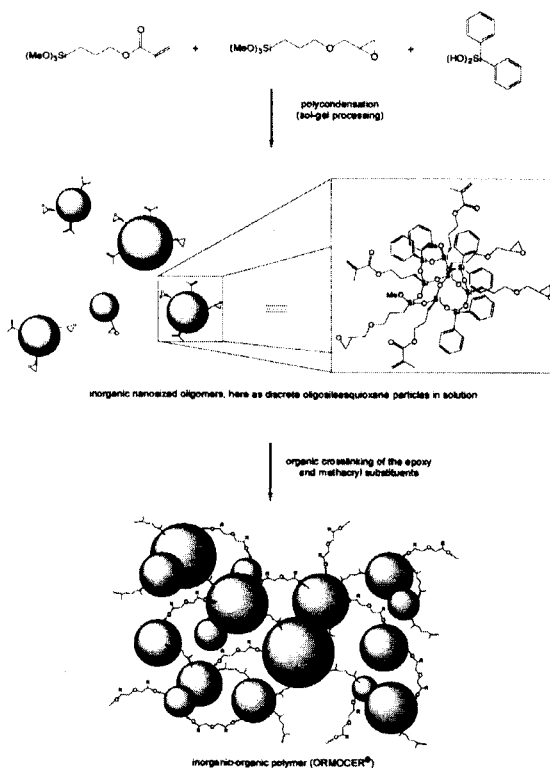 (MeO)₃Si O O + (MeO)₃Si O O + (HO)₂Si
polycondensation
(sol-gel processing)
MeO
inorganic nanosized oligomers, here as discrete oligosilsesquioxane particles in solution
organic crosslinking of the epoxy
and methacryl substituents
inorganic-organic polymer (ORMOCER®)